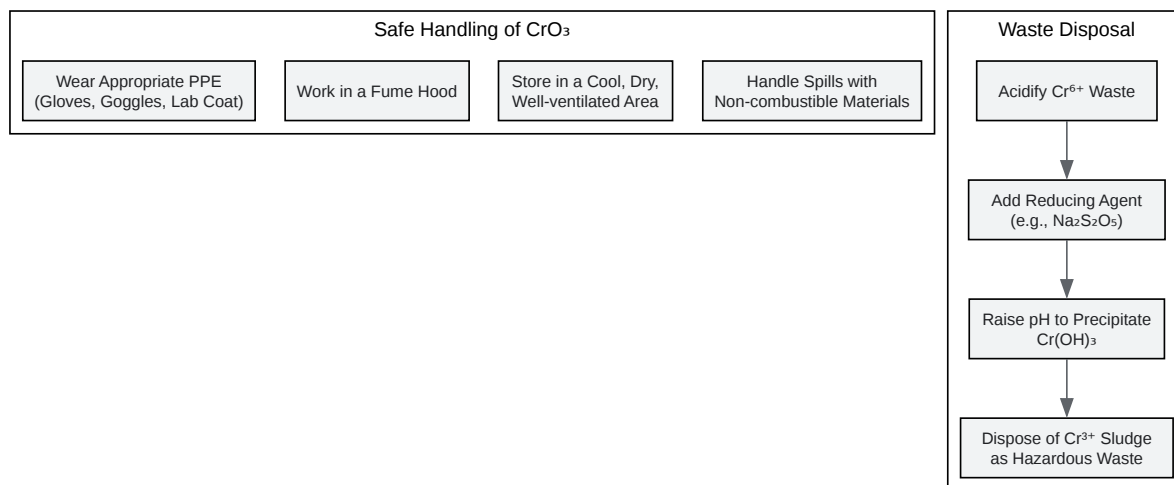 Safe Handling of CrO₃
Wear Appropriate PPE
(Gloves, Goggles, Lab Coat)
Work in a Fume Hood
Store in a Cool, Dry,
Well-ventilated Area
Handle Spills with
Non-combustible Materials
Waste Disposal
Acidify Cr⁶⁺ Waste
Add Reducing Agent
(e.g., Na₂S₂O₅)
Raise pH to Precipitate
Cr(OH)₃
Dispose of Cr³⁺ Sludge
as Hazardous Waste